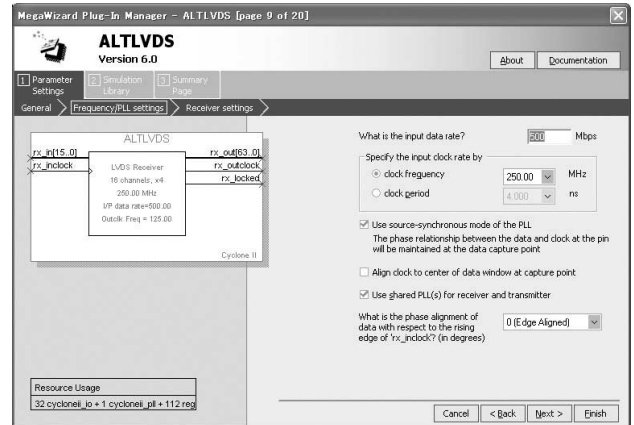 MegaWizard Plug-In Manager - ALTLVDS [page 9 of 20]
ALTLVDS
Version 6.0
About
Documentation
1 Parameter Settings
2 Simulation Library
3 Summary Page
General
Frequency/PLL settings
Receiver settings
ALTLVDS
rx_in[15..0]
rx_inclock
rx_out[63..0]
rx_outclock
rx_locked
LVDS Receiver
16 channels, x4
250.00 MHz
I/P data rate=500.00
Outclk Freq = 125.00
Cyclone II
What is the input data rate?
500
Mbps
Specify the input clock rate by
clock frequency
250.00
MHz
clock period
4.000
ns
Use source-synchronous mode of the PLL
The phase relationship between the data and clock at the pin
will be maintained at the data capture point
Align clock to center of data window at capture point
Use shared PLL(s) for receiver and transmitter
What is the phase alignment of
data with respect to the rising
edge of 'rx_inclock'? (in degrees)
0 (Edge Aligned)
Resource Usage
32 cycloneii_io + 1 cycloneii_pll + 112 reg
Cancel
< Back
Next >
Finish